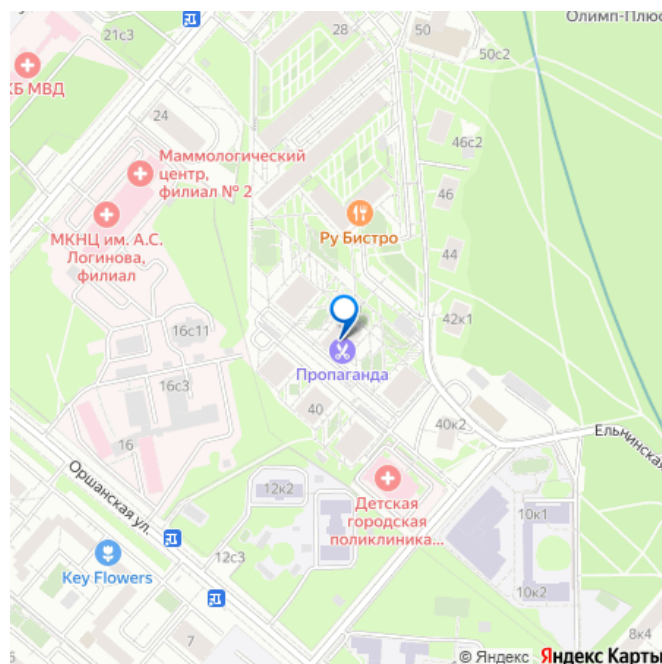 Олимп-Плюс
21с3
28
50
50с2
КБ МВД
24
46с2
Маммологический
центр,
филиал № 2
46
МКНЦ им. А.С.
Логинова,
филиал
Ру Бистро
44
42к1
16с11
16с3
Пропаганда
40
40к2
Ельнинская
16
Оршанская ул.
12к2
Детская
городская
поликлиника...
10к1
12с3
Key Flowers
10к2
7
8к4
© Яндекс Яндекс Карты